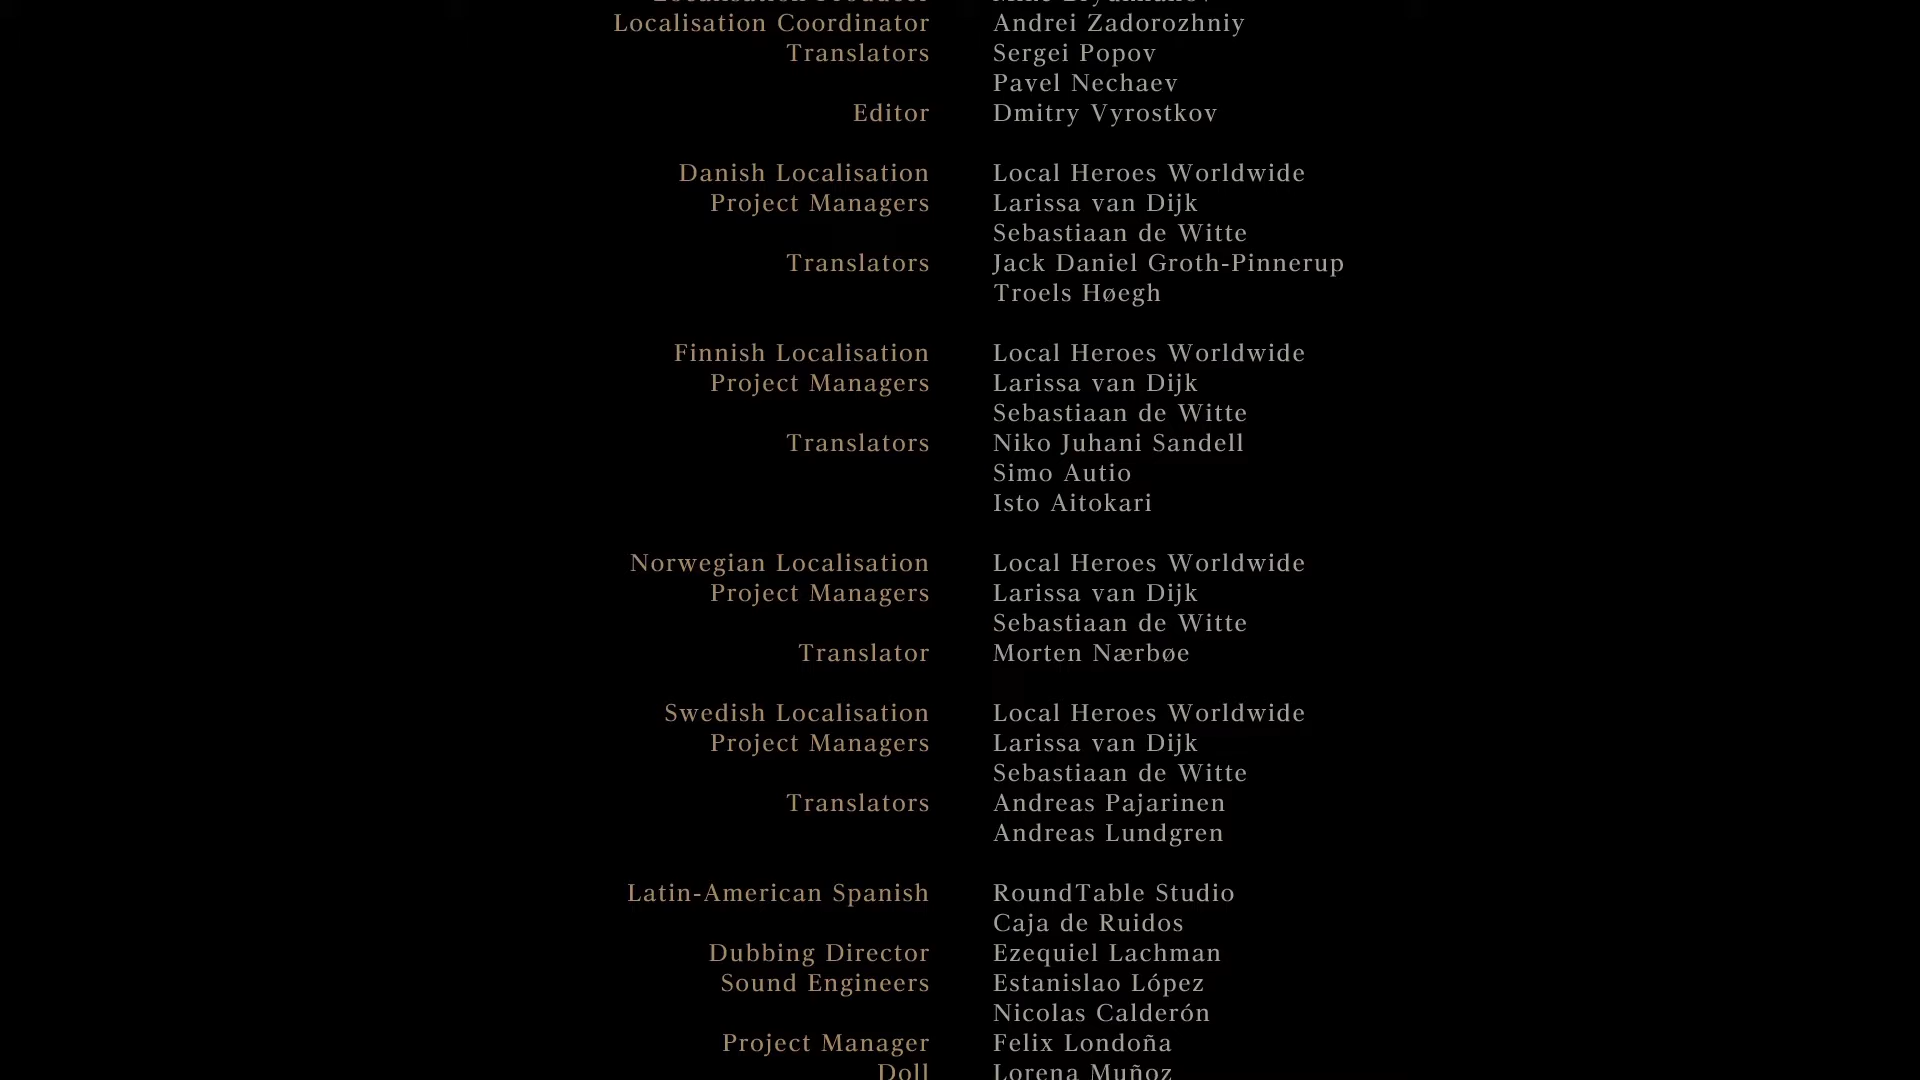 Localisation Producer
Localisation Coordinator Andrei Zadorozhniy
Translators Sergei Popov
Pavel Nechaev
Editor Dmitry Vyrostkov
Danish Localisation Local Heroes Worldwide
Project Managers Larissa van Dijk
Sebastiaan de Witte
Translators Jack Daniel Groth-Pinnerup
Troels Høegh
Finnish Localisation Local Heroes Worldwide
Project Managers Larissa van Dijk
Sebastiaan de Witte
Translators Niko Juhani Sandell
Simo Autio
Isto Aitokari
Norwegian Localisation Local Heroes Worldwide
Project Managers Larissa van Dijk
Sebastiaan de Witte
Translator Morten Nærbøe
Swedish Localisation Local Heroes Worldwide
Project Managers Larissa van Dijk
Sebastiaan de Witte
Translators Andreas Pajarinen
Andreas Lundgren
Latin-American Spanish RoundTable Studio
Caja de Ruidos
Dubbing Director Ezequiel Lachman
Sound Engineers Estanislao López
Nicolas Calderón
Project Manager Felix Londoña
Doll Lorena Muñoz